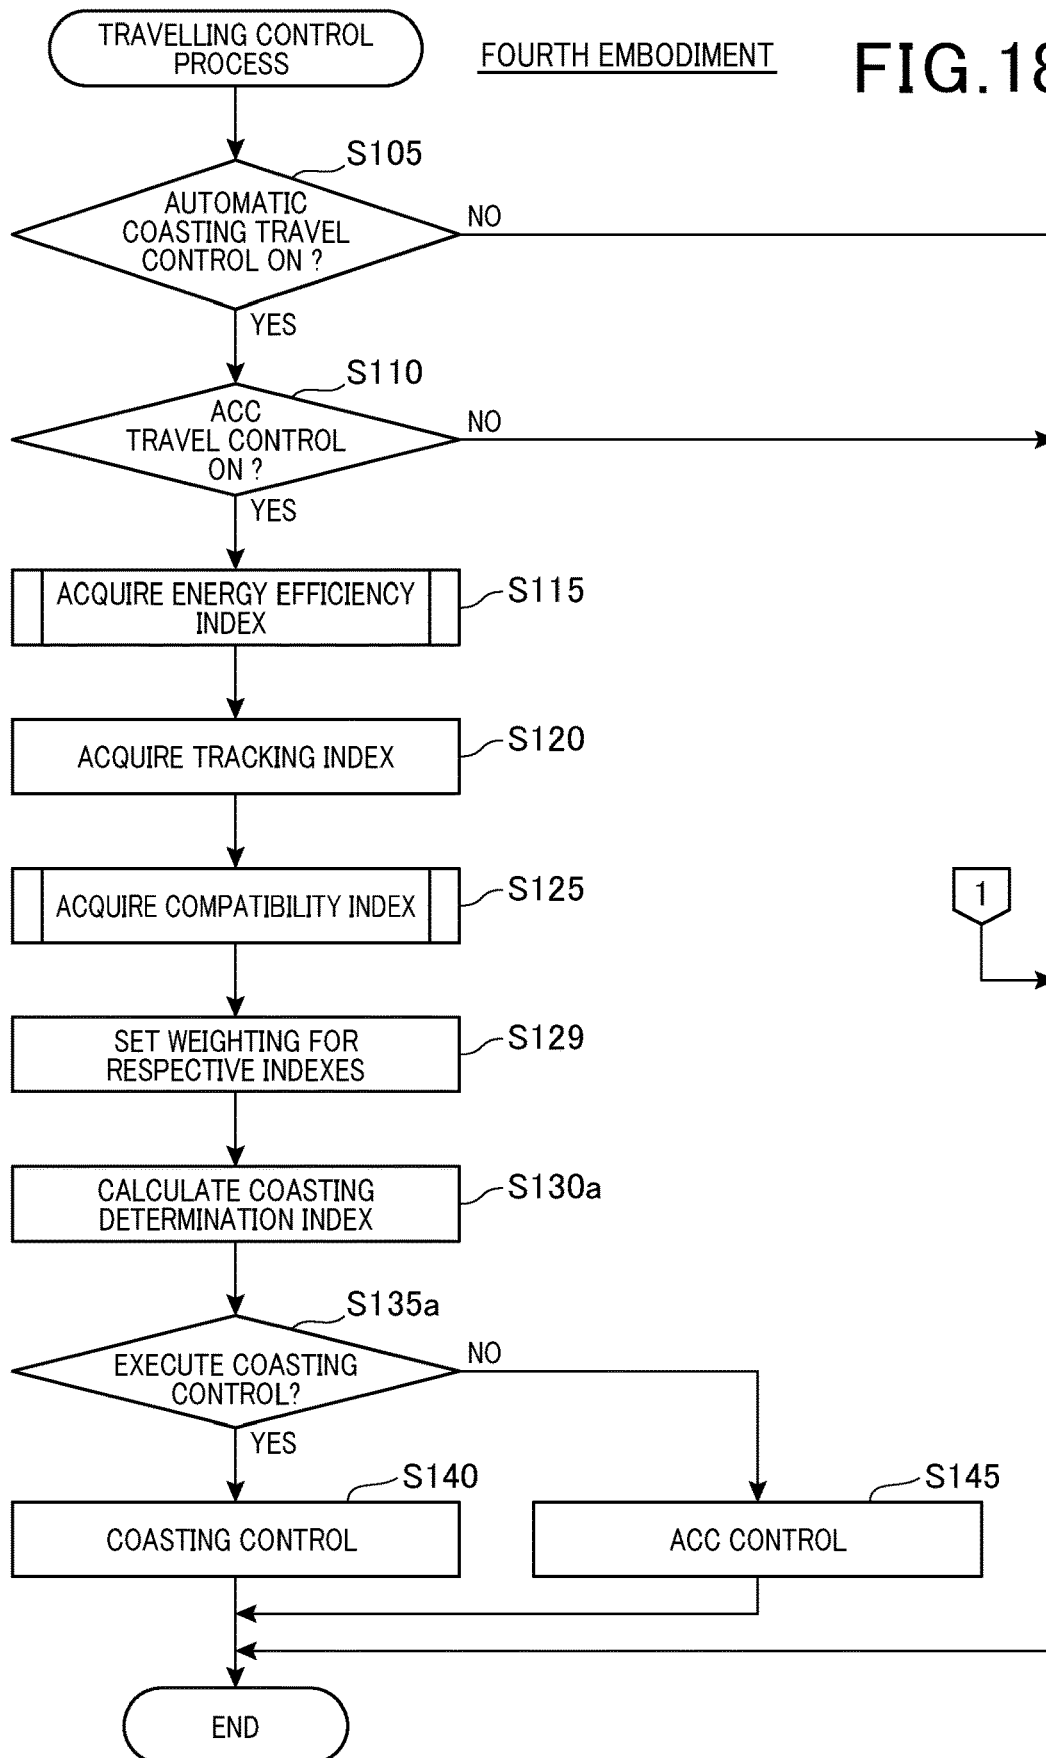 TRAVELLING CONTROL
PROCESS
FOURTH EMBODIMENT
FIG.18
S105
AUTOMATIC
COASTING TRAVEL
CONTROL ON ?
NO
YES
S110
ACC
TRAVEL CONTROL
ON ?
NO
YES
ACQUIRE ENERGY EFFICIENCY
INDEX
S115
ACQUIRE TRACKING INDEX
S120
ACQUIRE COMPATIBILITY INDEX
S125
1
SET WEIGHTING FOR
RESPECTIVE INDEXES
S129
CALCULATE COASTING
DETERMINATION INDEX
S130a
S135a
EXECUTE COASTING
CONTROL?
NO
YES
S140
COASTING CONTROL
S145
ACC CONTROL
END